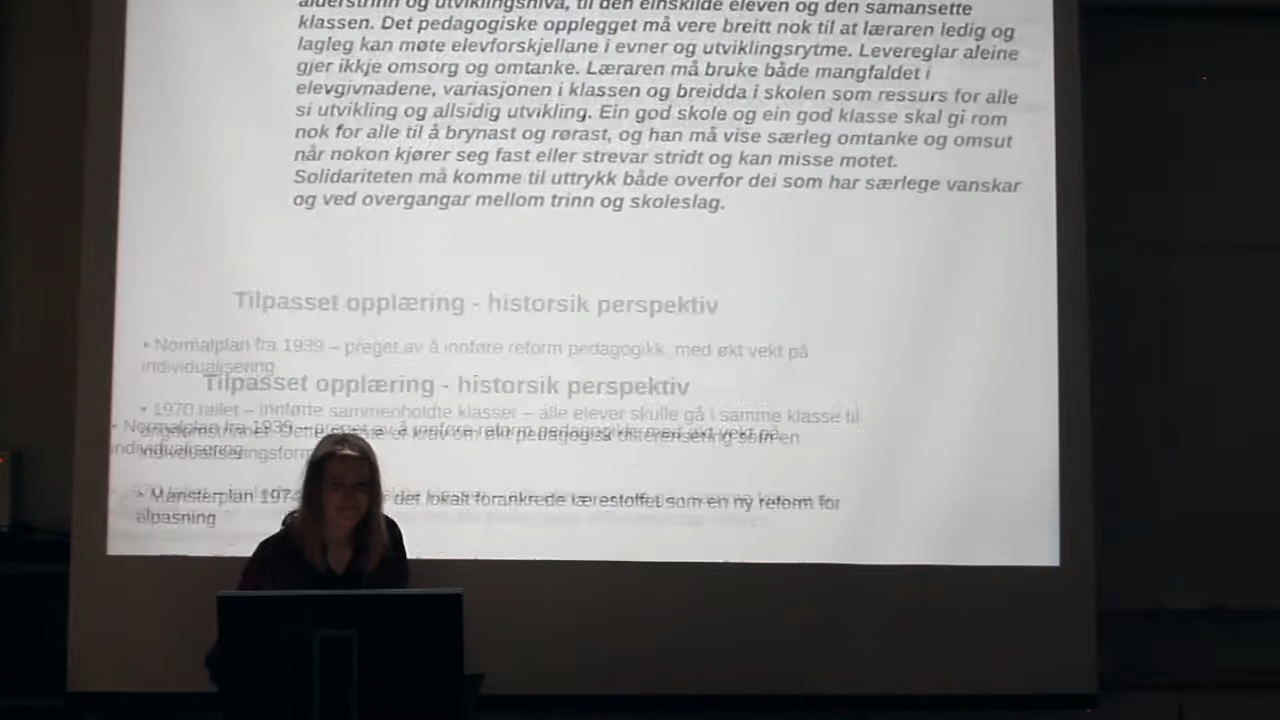 alderstrinn og utviklingsnivå, til den einskilde eleven og den samansette
klassen. Det pedagogiske opplegget må vere breitt nok til at læraren ledig og
lagleg kan møte elevforskjellane i evner og utviklingsrytme. Levereglar aleine
gjer ikkje omsorg og omtanke. Læraren må bruke både mangfaldet i
elevgivnadene, variasjonen i klassen og breidda i skolen som ressurs for alle
si utvikling og allsidig utvikling. Ein god skole og ein god klasse skal gi rom
nok for alle til å brynast og rørast, og han må vise særleg omtanke og omsut
når nokon kjører seg fast eller strevar stridt og kan misse motet.
Solidariteten må komme til uttrykk både overfor dei som har særlege vanskar
og ved overgangar mellom trinn og skoleslag.
Tilpasset opplæring - historsik perspektiv
• Normalplan fra 1939 – preget av å innføre reform pedagogikk, med økt vekt på
individualisering
Tilpasset opplæring - historsik perspektiv
• 1970 tallet – innførte sammenholdte klasser – alle elever skulle gå i samme klasse til
• Normalplan fra 1939 – preget av å innføre reform pedagogikk, med økt vekt på
individualisering
• Mønsterplan 197 det lokalt forankrede lærestoffet som en ny reform for
alpasning